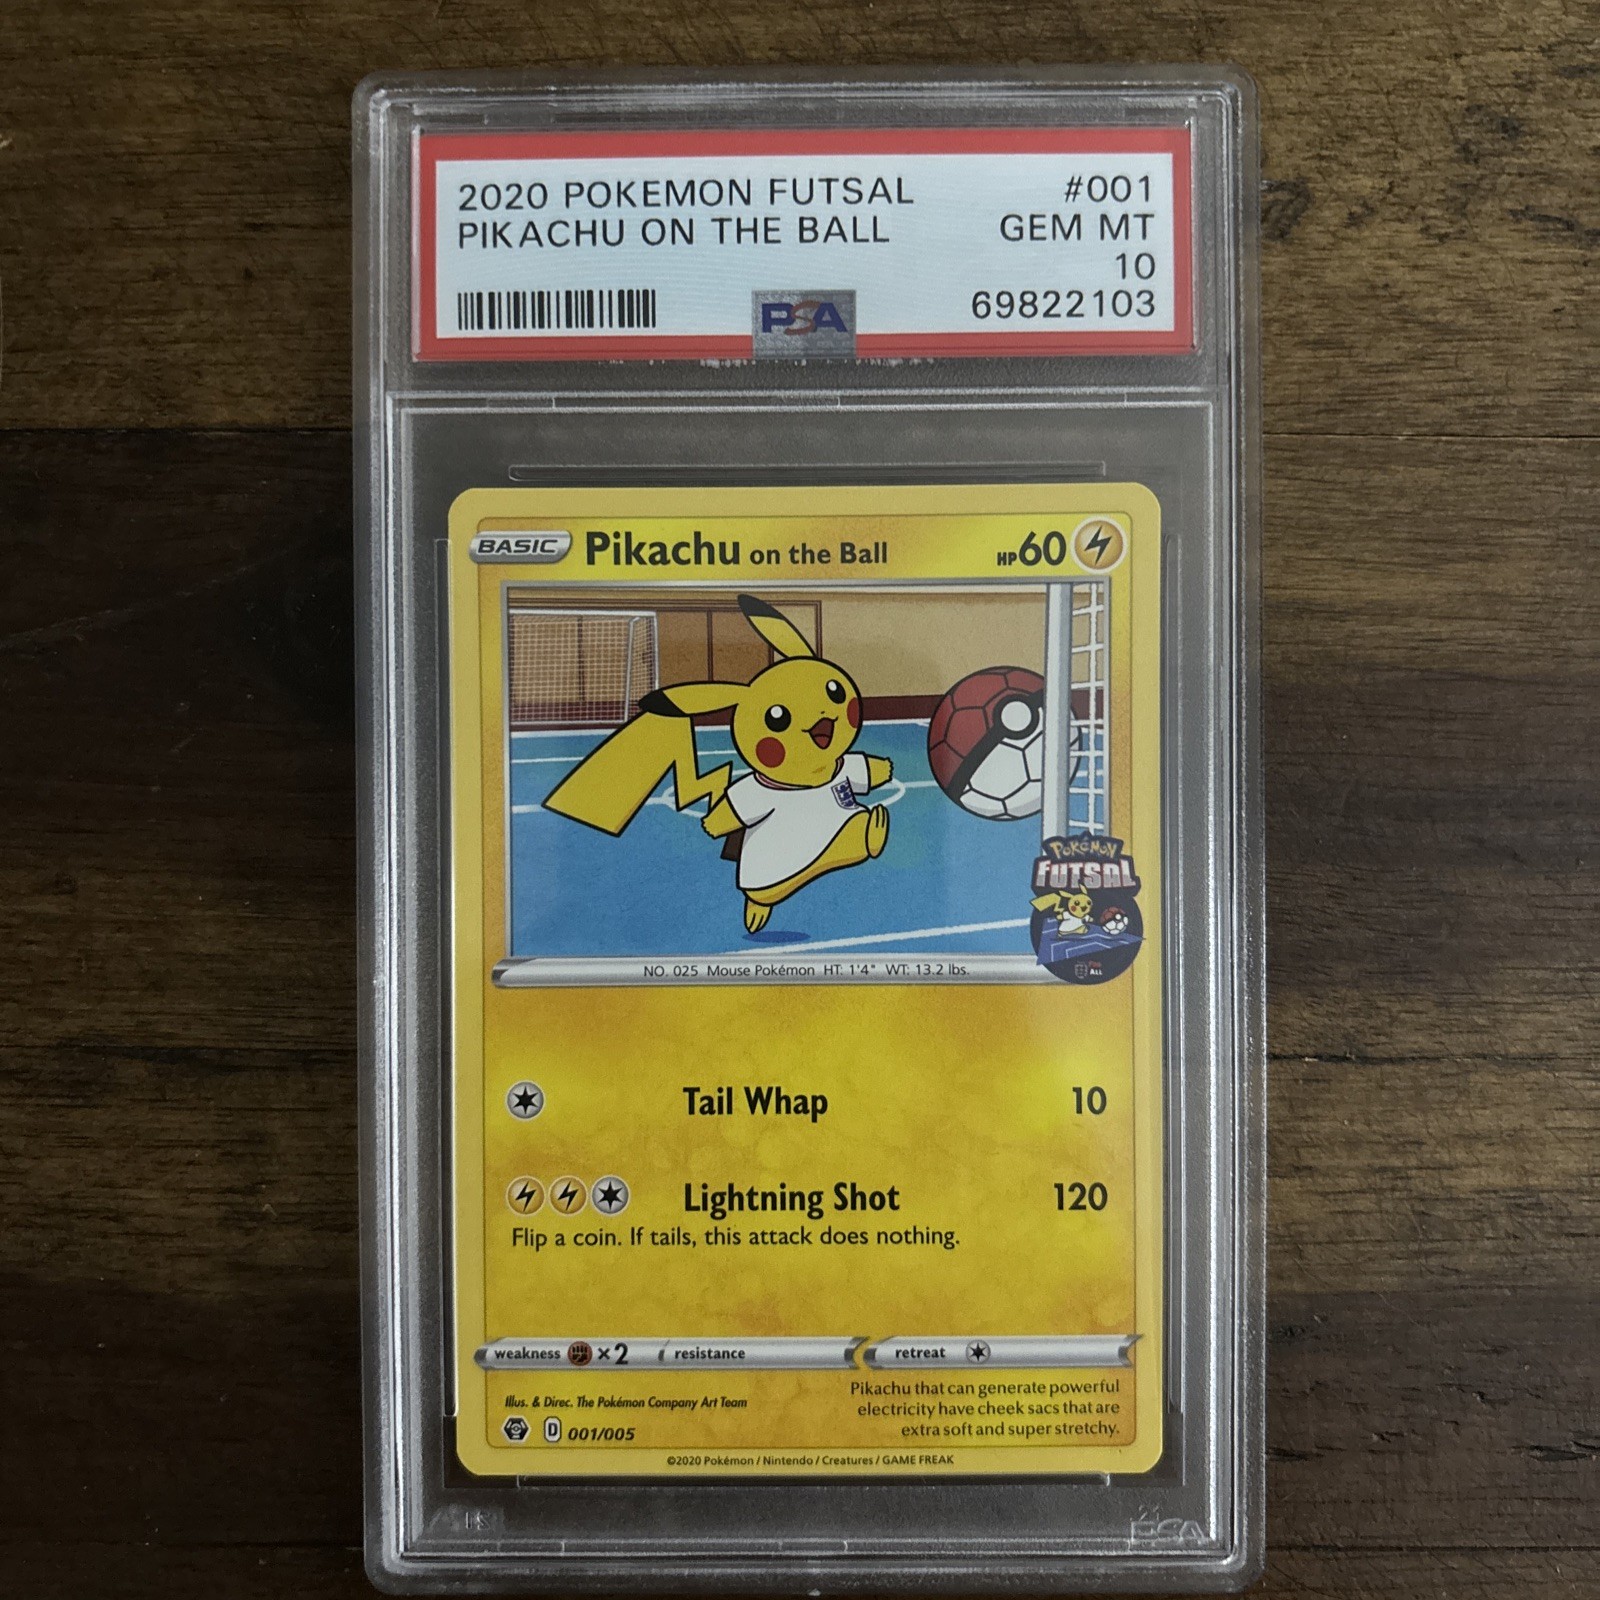 2020 POKEMON FUTSAL #001
PIKACHU ON THE BALL GEM MT
10
69822103
PSA
BASIC Pikachu on the Ball HP 60
POKéMON
FUTSAL
ALL
NO. 025 Mouse Pokémon HT: 1'4" WT: 13.2 lbs.
Tail Whap 10
Lightning Shot 120
Flip a coin. If tails, this attack does nothing.
weakness ×2 resistance retreat
Illus. & Direc. The Pokémon Company Art Team
D 001/005
Pikachu that can generate powerful
electricity have cheek sacs that are
extra soft and super stretchy.
©2020 Pokémon / Nintendo / Creatures / GAME FREAK
PSA